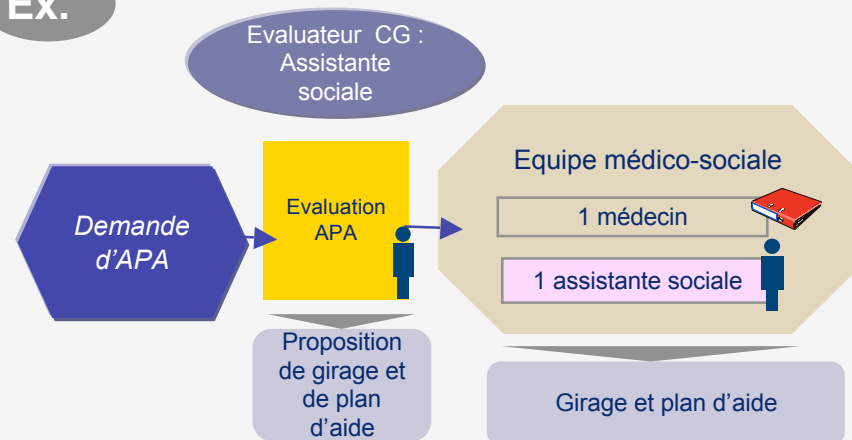 Ex.
Evaluateur CG :
Assistante
sociale
Demande
d'APA
Evaluation
APA
Equipe médico-sociale
1 médecin
1 assistante sociale
Proposition
de girage et
de plan
d'aide
Girage et plan d'aide